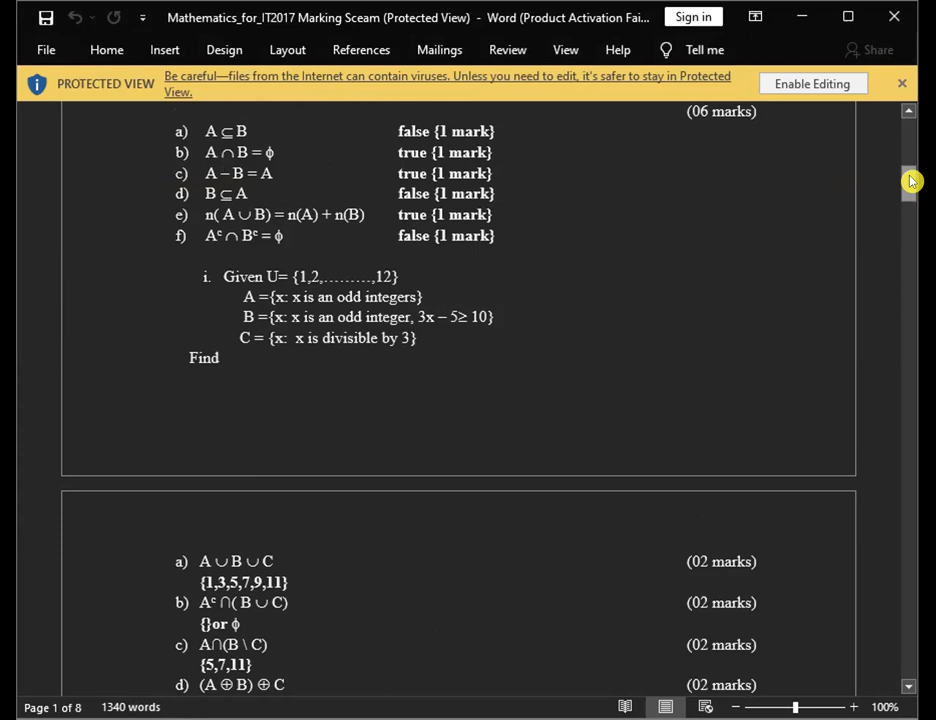 Mathematics_for_IT2017 Marking Sceam (Protected View) - Word (Product Activation Fai...
Sign in
File Home Insert Design Layout References Mailings Review View Help Tell me Share
PROTECTED VIEW Be careful—files from the Internet can contain viruses. Unless you need to edit, it's safer to stay in Protected View. Enable Editing
(06 marks)
a) A ⊆ B false {1 mark}
b) A ∩ B = ϕ true {1 mark}
c) A – B = A true {1 mark}
d) B ⊆ A false {1 mark}
e) n( A ∪ B) = n(A) + n(B) true {1 mark}
f) Aᶜ ∩ Bᶜ = ϕ false {1 mark}
i. Given U= {1,2,………,12}
A ={x: x is an odd integers}
B ={x: x is an odd integer, 3x – 5≥ 10}
C = {x: x is divisible by 3}
Find
a) A ∪ B ∪ C (02 marks)
{1,3,5,7,9,11}
b) Aᶜ ∩( B ∪ C) (02 marks)
{}or ϕ
c) A∩(B \ C) (02 marks)
{5,7,11}
d) (A ⊕ B) ⊕ C (02 marks)
Page 1 of 8 1340 words 100%